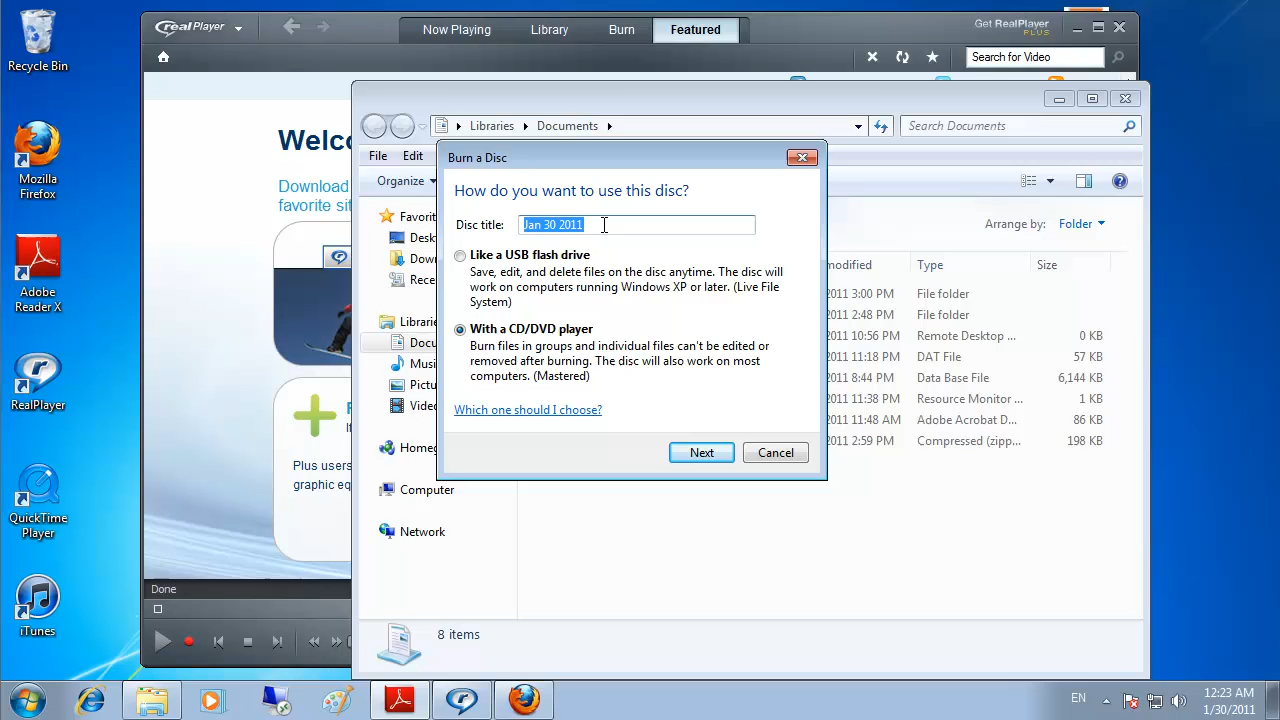 Recycle Bin
Mozilla
Firefox
Adobe
Reader X
RealPlayer
QuickTime
Player
iTunes
realPlayer
Now Playing
Library
Burn
Featured
Get RealPlayer
PLUS
Search for Video
Welco
Download
favorite sit
Plus users
graphic eq
Done
Libraries
Documents
Search Documents
File
Edit
Organize
Arrange by:
Folder
Favorit
Desk
Dow
Rece
Librarie
Docu
Musi
Pictu
Vide
Homeg
Computer
Network
modified
Type
Size
2011 3:00 PM
File folder
2011 2:48 PM
File folder
2011 10:56 PM
Remote Desktop ...
0 KB
2011 11:18 PM
DAT File
57 KB
2011 8:44 PM
Data Base File
6,144 KB
2011 11:38 PM
Resource Monitor ...
1 KB
2011 11:48 AM
Adobe Acrobat D...
86 KB
2011 2:59 PM
Compressed (zipp...
198 KB
8 items
Burn a Disc
How do you want to use this disc?
Disc title:
Jan 30 2011
Like a USB flash drive
Save, edit, and delete files on the disc anytime. The disc will
work on computers running Windows XP or later. (Live File
System)
With a CD/DVD player
Burn files in groups and individual files can't be edited or
removed after burning. The disc will also work on most
computers. (Mastered)
Which one should I choose?
Next
Cancel
EN
12:23 AM
1/30/2011